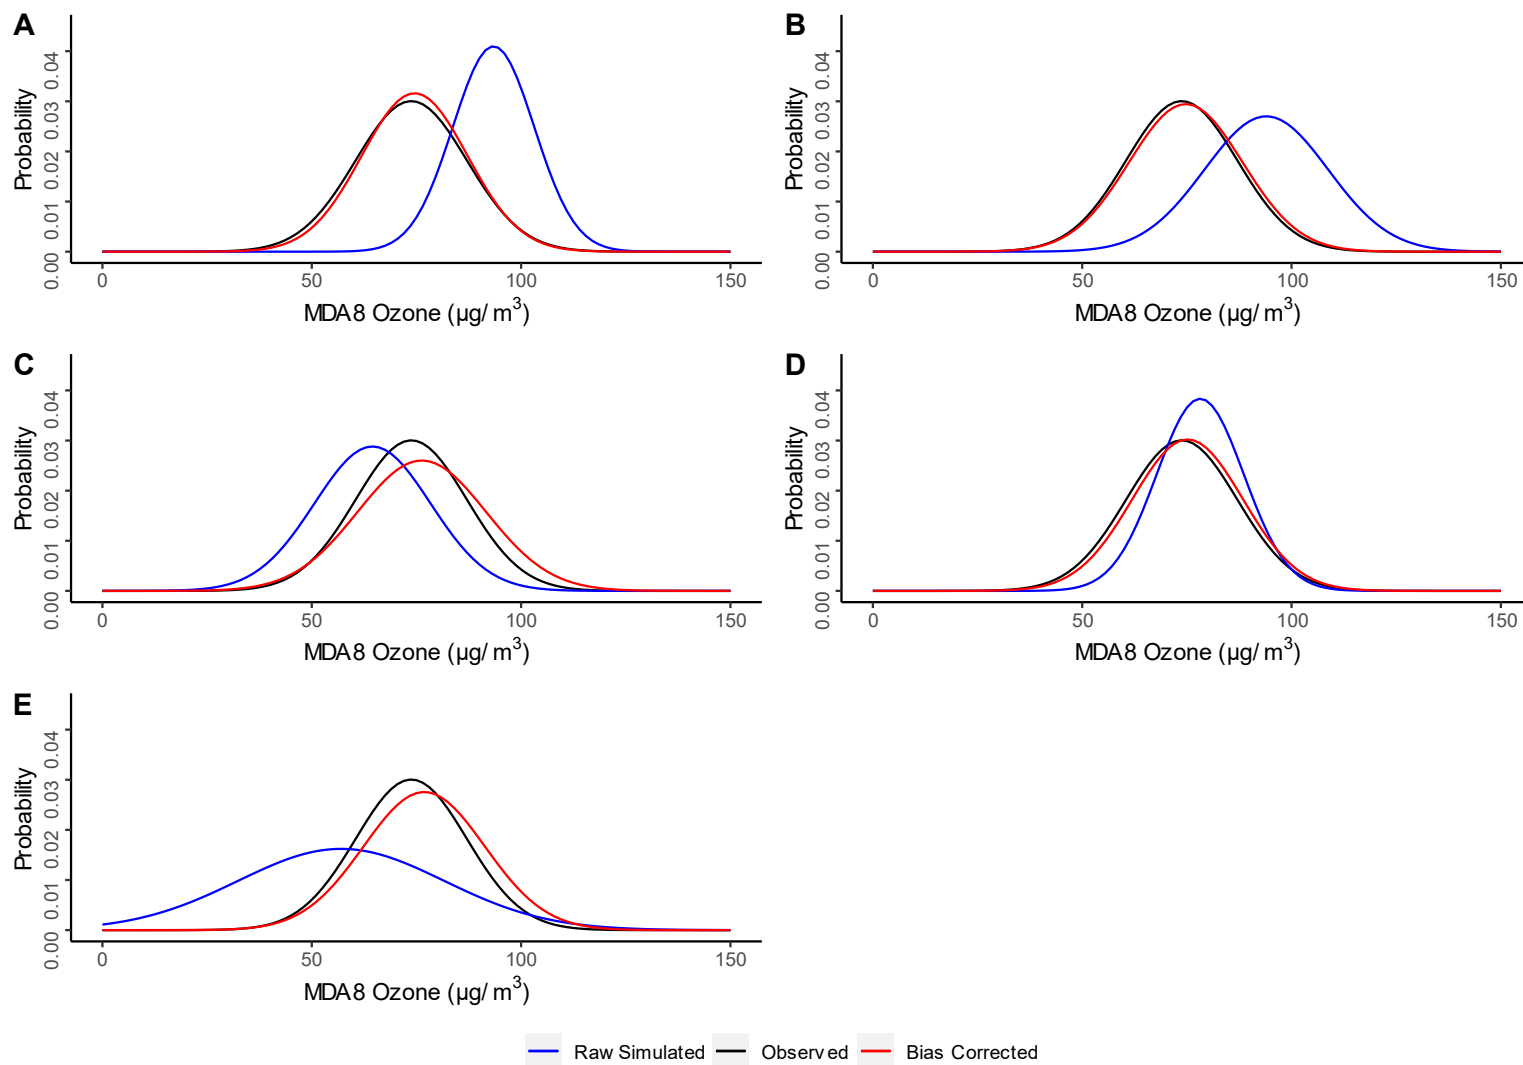 A
Probability
0.00 0.01 0.02 0.03 0.04
0 50 100 150
MDA8 Ozone (µg/ m³)
B
Probability
0.00 0.01 0.02 0.03 0.04
0 50 100 150
MDA8 Ozone (µg/ m³)
C
Probability
0.00 0.01 0.02 0.03 0.04
0 50 100 150
MDA8 Ozone (µg/ m³)
D
Probability
0.00 0.01 0.02 0.03 0.04
0 50 100 150
MDA8 Ozone (µg/ m³)
E
Probability
0.00 0.01 0.02 0.03 0.04
0 50 100 150
MDA8 Ozone (µg/ m³)
Raw Simulated Observed Bias Corrected